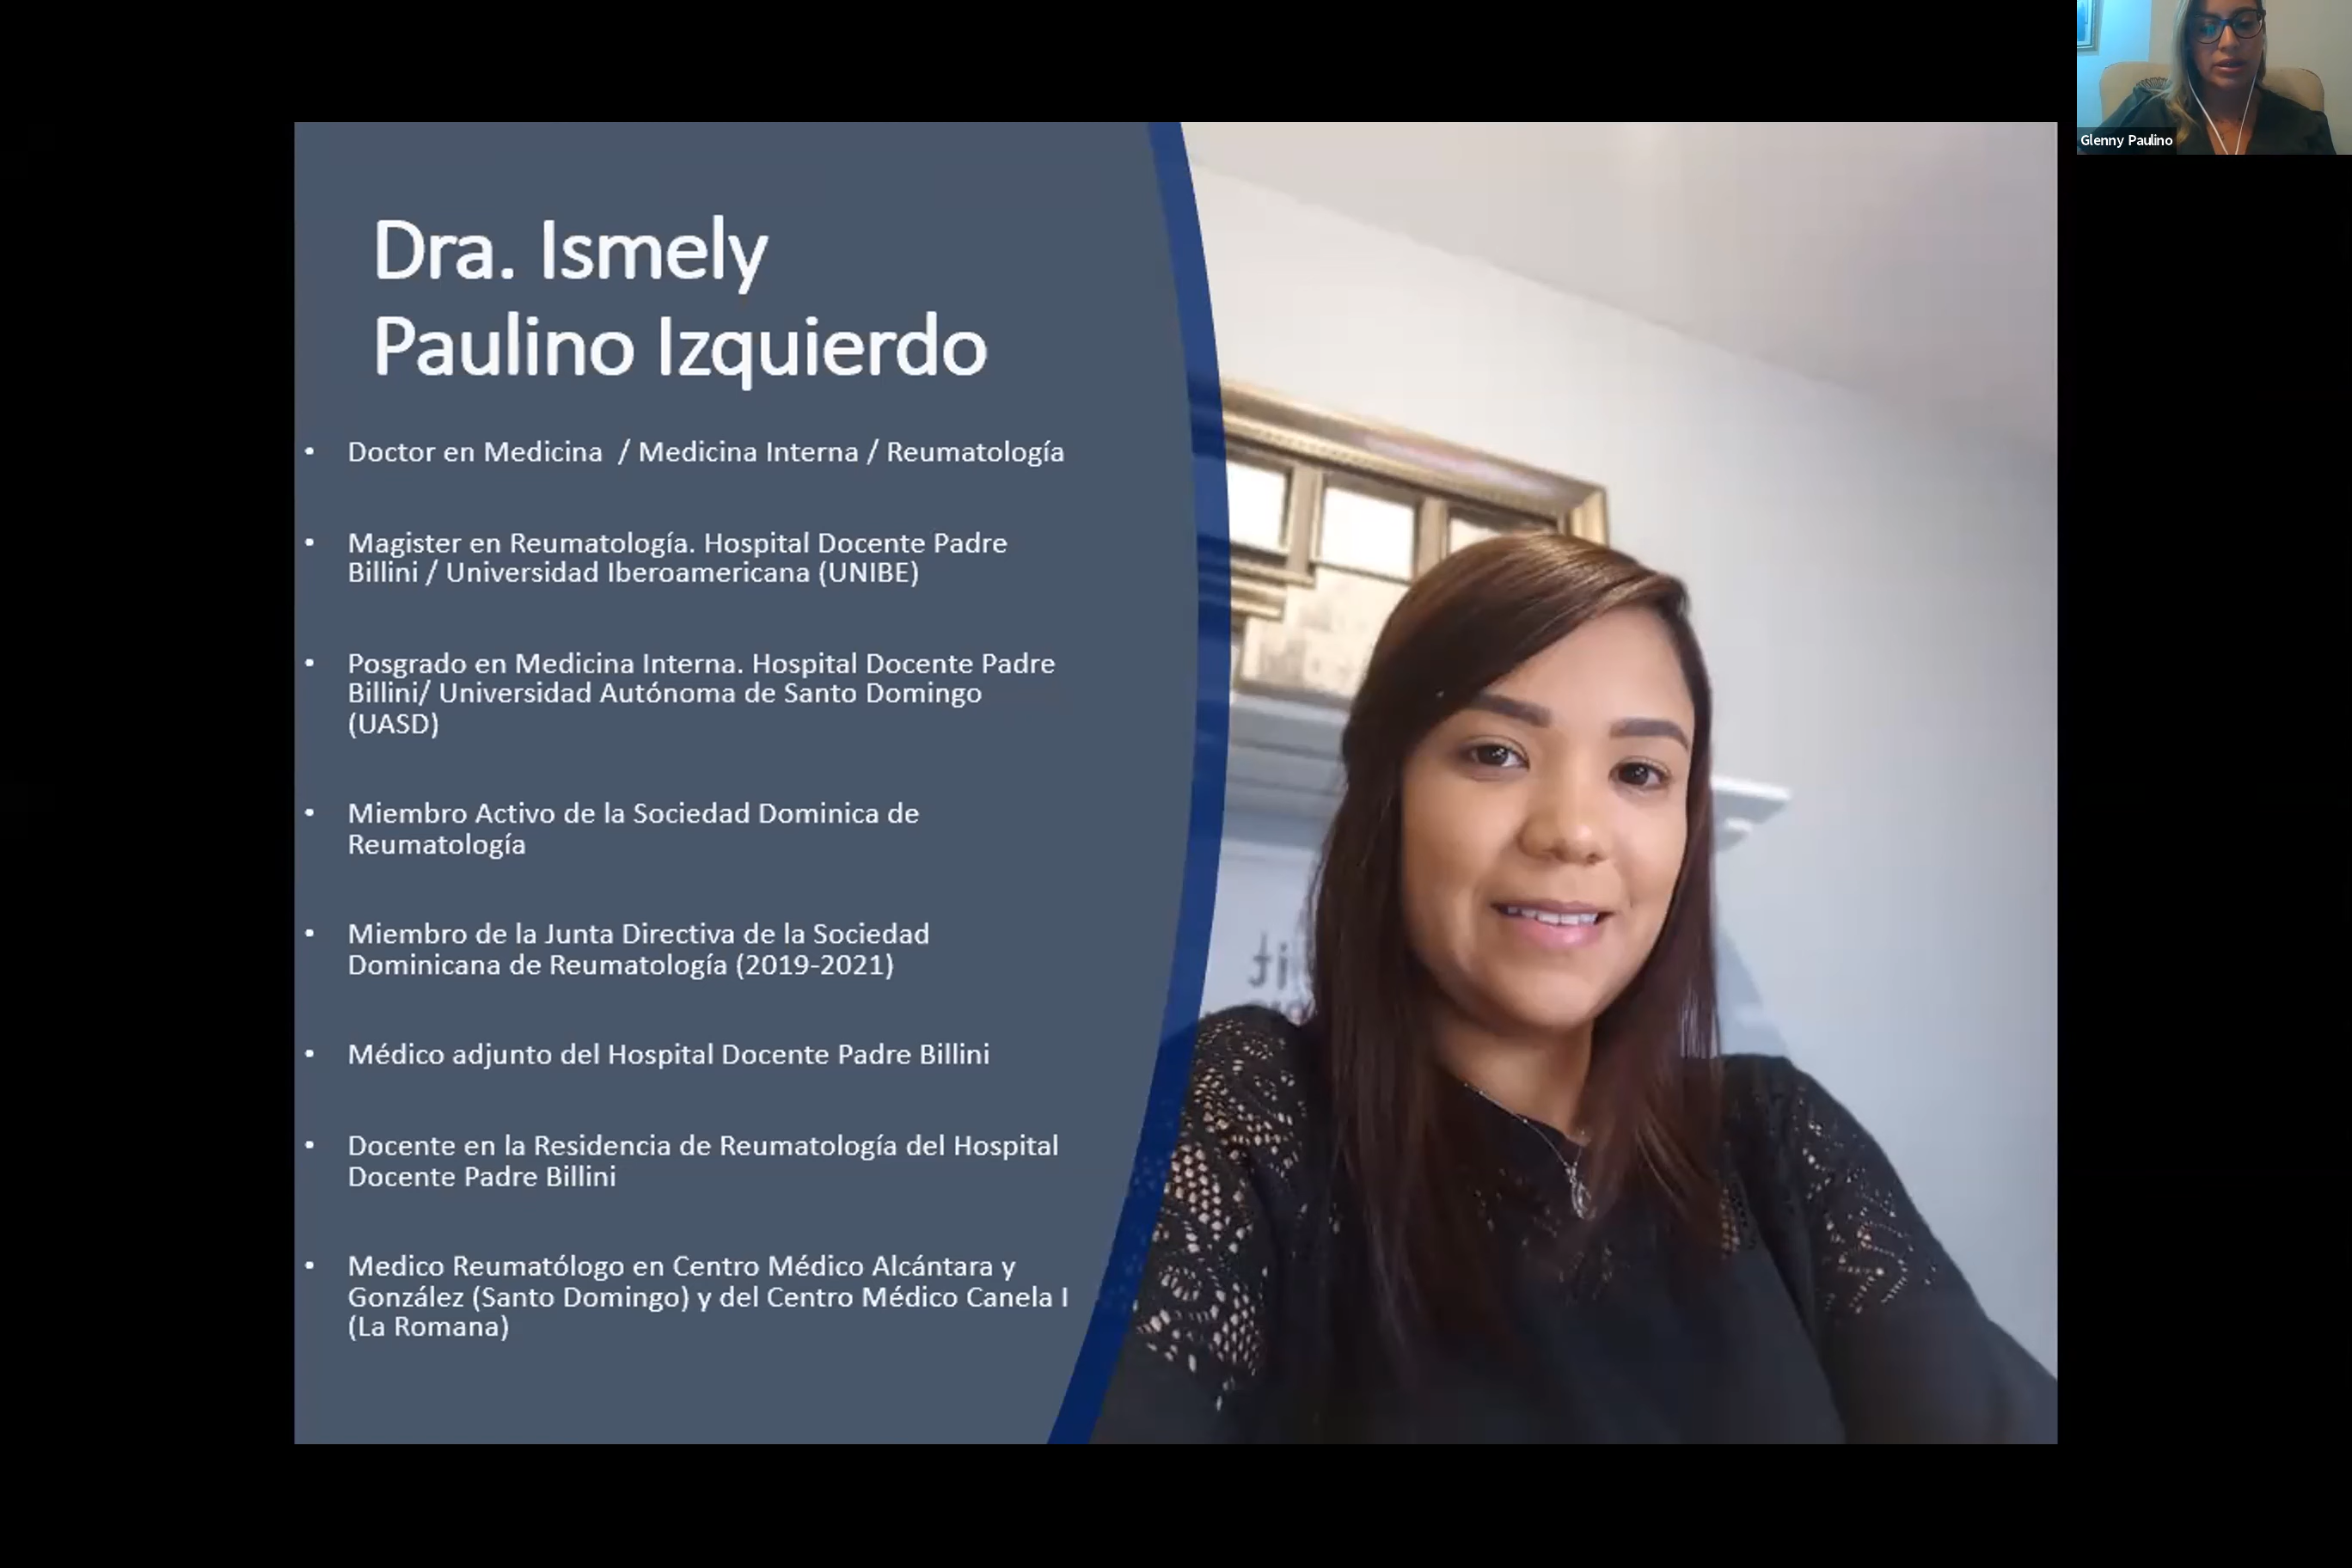 Glenny Paulino
Dra. Ismely
Paulino Izquierdo
• Doctor en Medicina / Medicina Interna / Reumatología
• Magister en Reumatología. Hospital Docente Padre
Billini / Universidad Iberoamericana (UNIBE)
• Posgrado en Medicina Interna. Hospital Docente Padre
Billini/ Universidad Autónoma de Santo Domingo
(UASD)
• Miembro Activo de la Sociedad Dominica de
Reumatología
• Miembro de la Junta Directiva de la Sociedad
Dominicana de Reumatología (2019-2021)
• Médico adjunto del Hospital Docente Padre Billini
• Docente en la Residencia de Reumatología del Hospital
Docente Padre Billini
• Medico Reumatólogo en Centro Médico Alcántara y
González (Santo Domingo) y del Centro Médico Canela I
(La Romana)